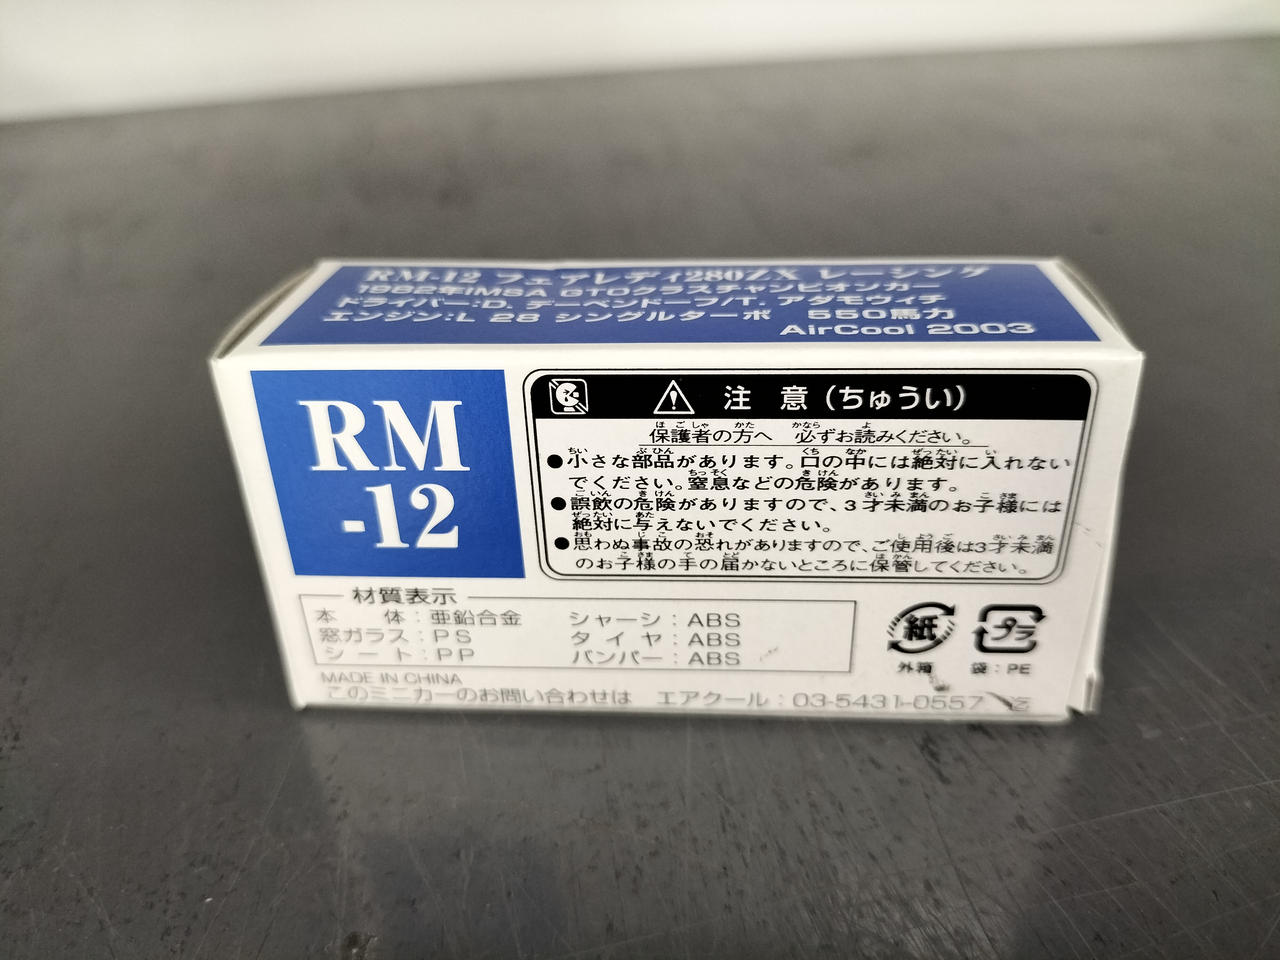 RM-12 フェアレディ280ZX レーシング
1982年IMSA GTOクラスチャンピオンカー
ドライバー:D. デーペンドーフ/T. アダモウィチ
エンジン:L 28 シングルターボ 550馬力
AirCool 2003
RM
-12
注 意(ちゅうい)
保護者の方へ 必ずお読みください。
●小さな部品があります。口の中には絶対に入れない
でください。窒息などの危険があります。
●誤飲の危険がありますので、3才未満のお子様には
絶対に与えないでください。
●思わぬ事故の恐れがありますので、ご使用後は3才未満
のお子様の手の届かないところに保管してください。
材質表示
本 体:亜鉛合金 シャーシ:ABS
窓ガラス:PS タイヤ:ABS
シート:PP バンパー:ABS
紙
外箱
プラ
袋:PE
MADE IN CHINA
このミニカーのお問い合わせは エアクール:03-5431-0557 迄